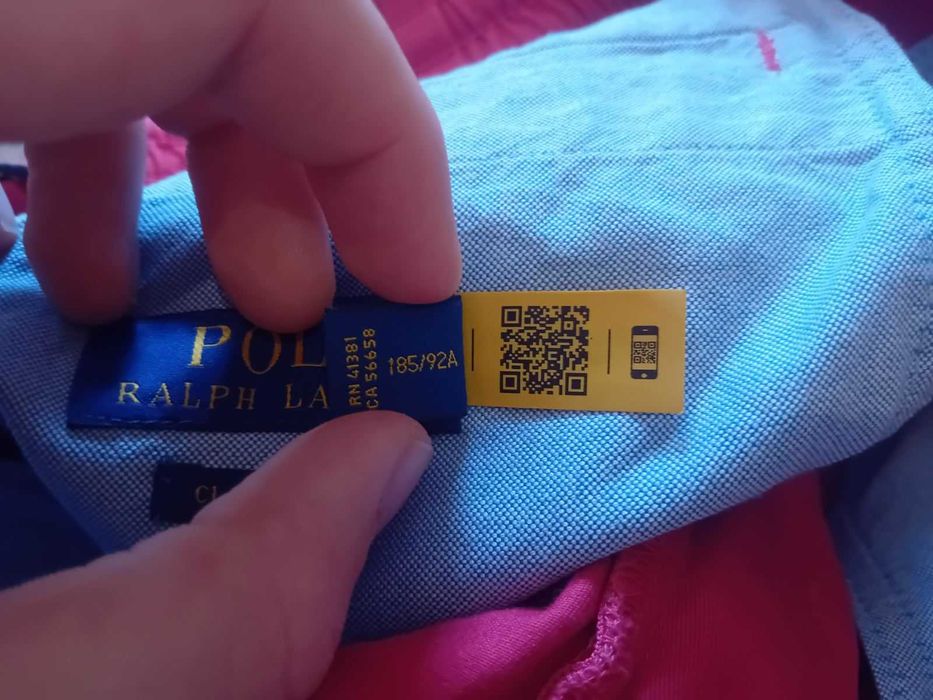 POL
RALPH LA
RN 41381
CA 56658
185/92A